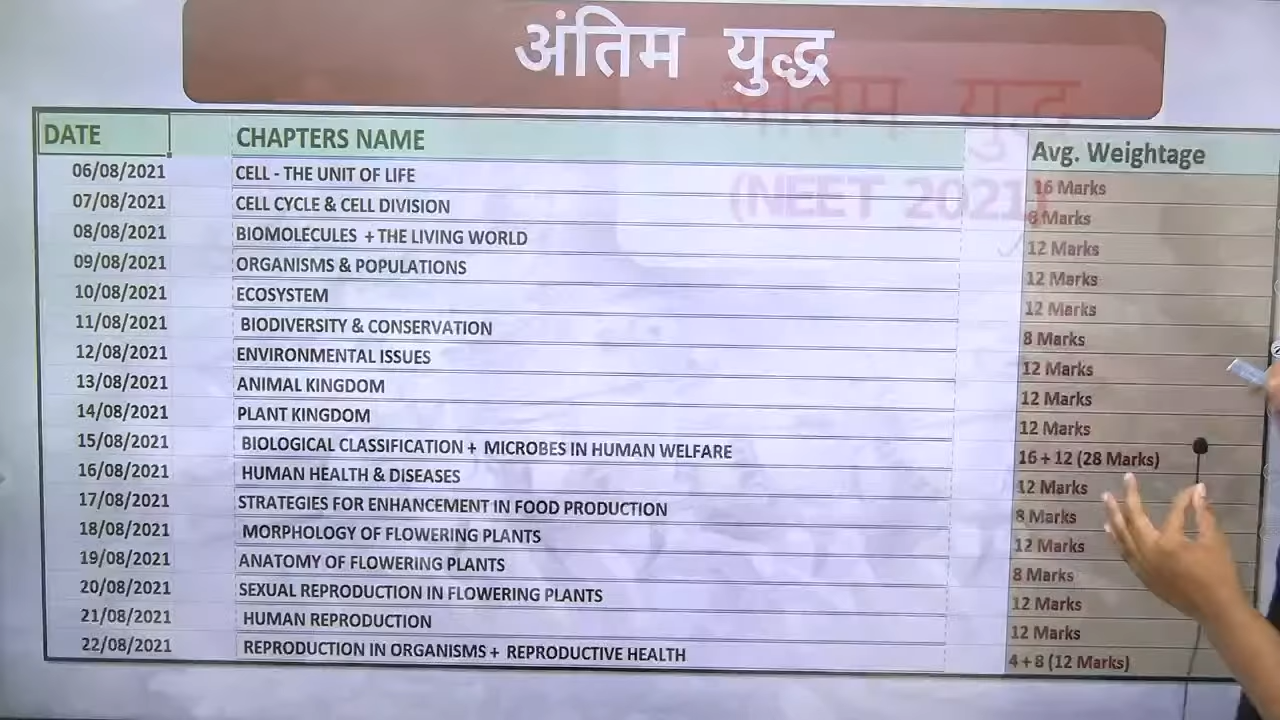 अंतिम युद्ध
अंतिम युद्ध
(NEET 2021)
DATE CHAPTERS NAME Avg. Weightage
06/08/2021 CELL - THE UNIT OF LIFE 16 Marks
07/08/2021 CELL CYCLE & CELL DIVISION 8 Marks
08/08/2021 BIOMOLECULES + THE LIVING WORLD 12 Marks
09/08/2021 ORGANISMS & POPULATIONS 12 Marks
10/08/2021 ECOSYSTEM 12 Marks
11/08/2021 BIODIVERSITY & CONSERVATION 8 Marks
12/08/2021 ENVIRONMENTAL ISSUES 12 Marks
13/08/2021 ANIMAL KINGDOM 12 Marks
14/08/2021 PLANT KINGDOM 12 Marks
15/08/2021 BIOLOGICAL CLASSIFICATION + MICROBES IN HUMAN WELFARE 16 + 12 (28 Marks)
16/08/2021 HUMAN HEALTH & DISEASES 12 Marks
17/08/2021 STRATEGIES FOR ENHANCEMENT IN FOOD PRODUCTION 8 Marks
18/08/2021 MORPHOLOGY OF FLOWERING PLANTS 12 Marks
19/08/2021 ANATOMY OF FLOWERING PLANTS 8 Marks
20/08/2021 SEXUAL REPRODUCTION IN FLOWERING PLANTS 12 Marks
21/08/2021 HUMAN REPRODUCTION 12 Marks
22/08/2021 REPRODUCTION IN ORGANISMS + REPRODUCTIVE HEALTH 4 + 8 (12 Marks)